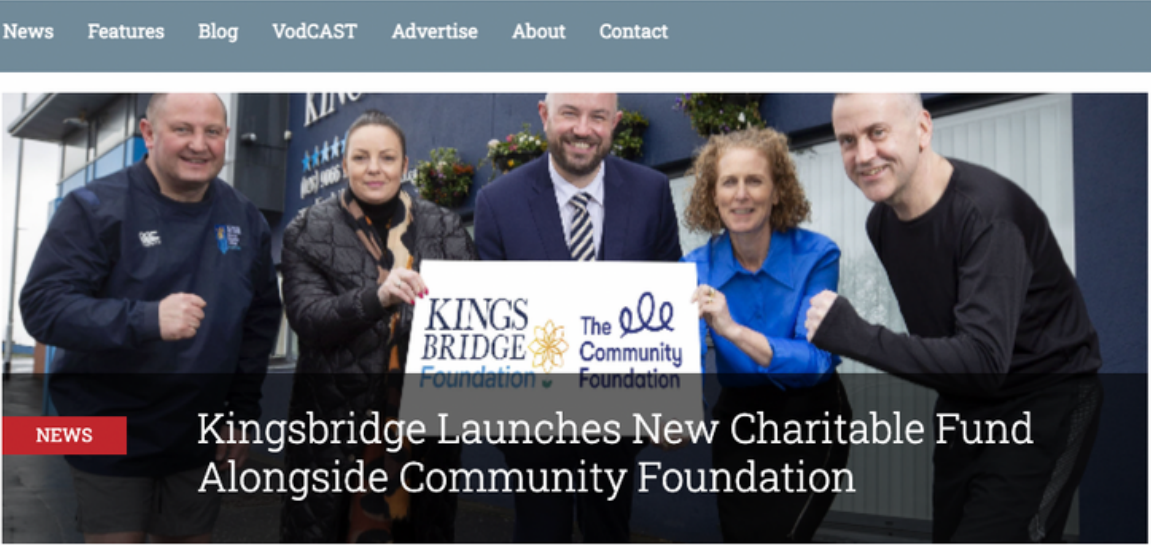 News Features Blog VodCAST Advertise About Contact
KINGS
BRIDGE
Foundation
The
Community
Foundation
NEWS
Kingsbridge Launches New Charitable Fund
Alongside Community Foundation